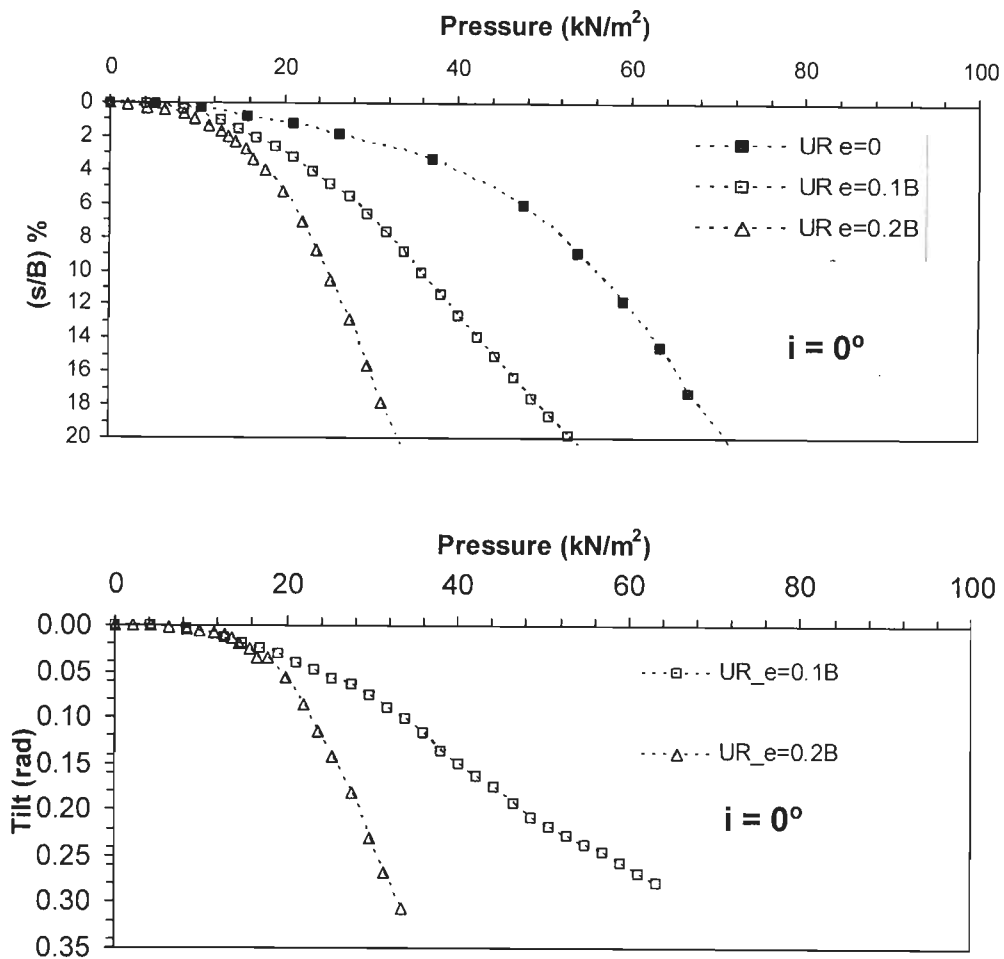 Pressure (kN/m²)
0 20 40 60 80 100
0
2
4
6
8
10
12
14
16
18
20
(s/B) %
UR e=0
UR e=0.1B
UR e=0.2B
i = 0º
Pressure (kN/m²)
0 20 40 60 80 100
0.00
0.05
0.10
0.15
0.20
0.25
0.30
0.35
Tilt (rad)
UR_e=0.1B
UR_e=0.2B
i = 0º